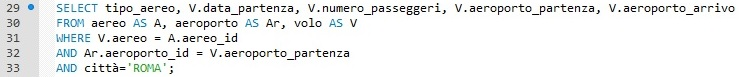 29 SELECT tipo_aereo, V.data_partenza, V.numero_passeggeri, V.aeroporto_partenza, V.aeroporto_arrivo
30 FROM aereo AS A, aeroporto AS Ar, volo AS V
31 WHERE V.aereo = A.aereo_id
32 AND Ar.aeroporto_id = V.aeroporto_partenza
33 AND città='ROMA';